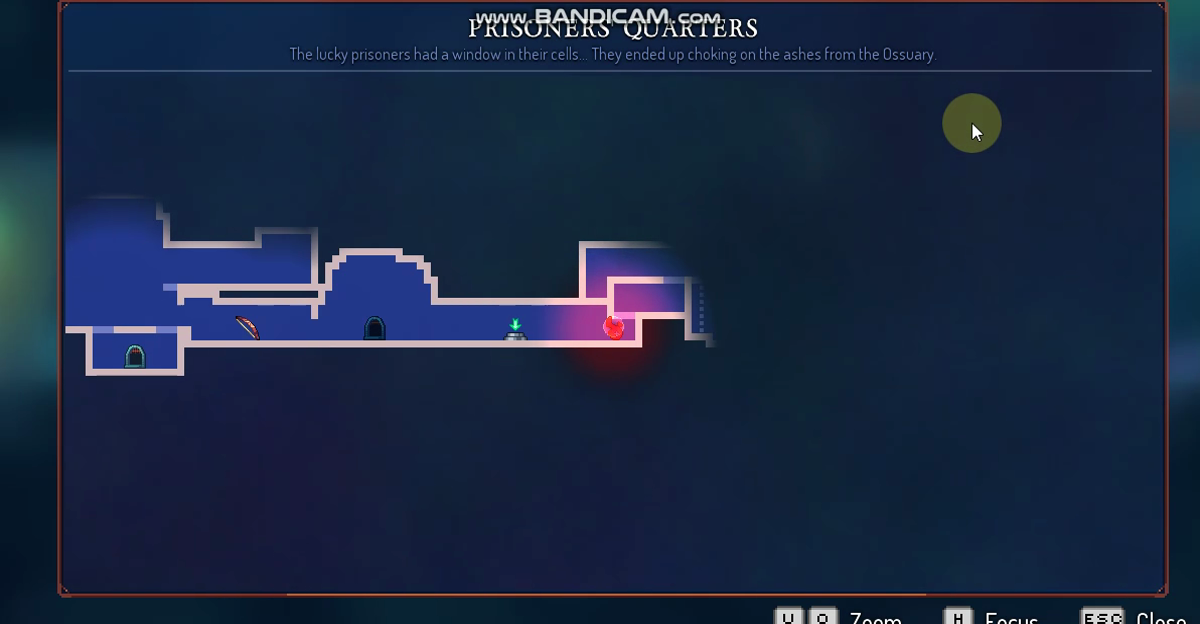 www.BANDICAM.com
PRISONERS' QUARTERS
The lucky prisoners had a window in their cells... They ended up choking on the ashes from the Ossuary.
Zoom H Focus ESC Close